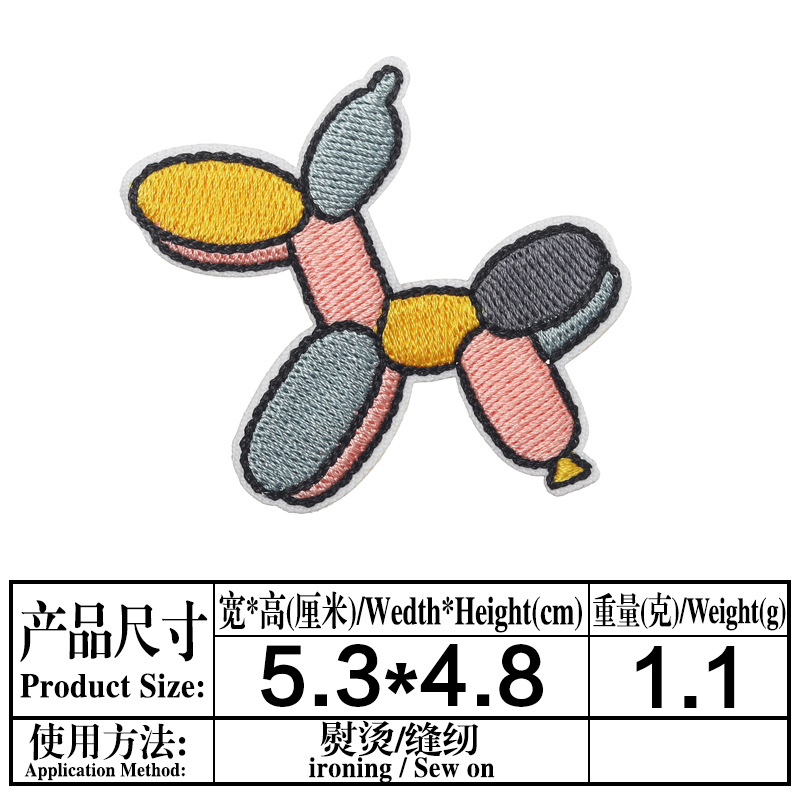 产品尺寸
Product Size:
宽*高(厘米)/Wedth*Height(cm)
重量(克)/Weight(g)
5.3*4.8
1.1
使用方法:
Application Method:
熨烫/缝纫
ironing / Sew on